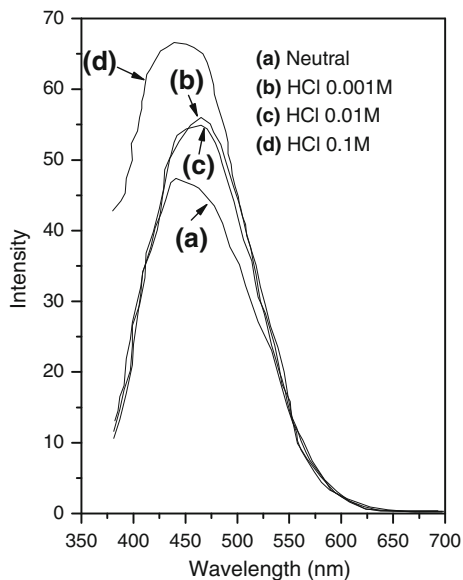 70
60
50
40
30
20
10
0
Intensity
(d)
(b)
(c)
(a)
(a) Neutral
(b) HCl 0.001M
(c) HCl 0.01M
(d) HCl 0.1M
350 400 450 500 550 600 650 700
Wavelength (nm)